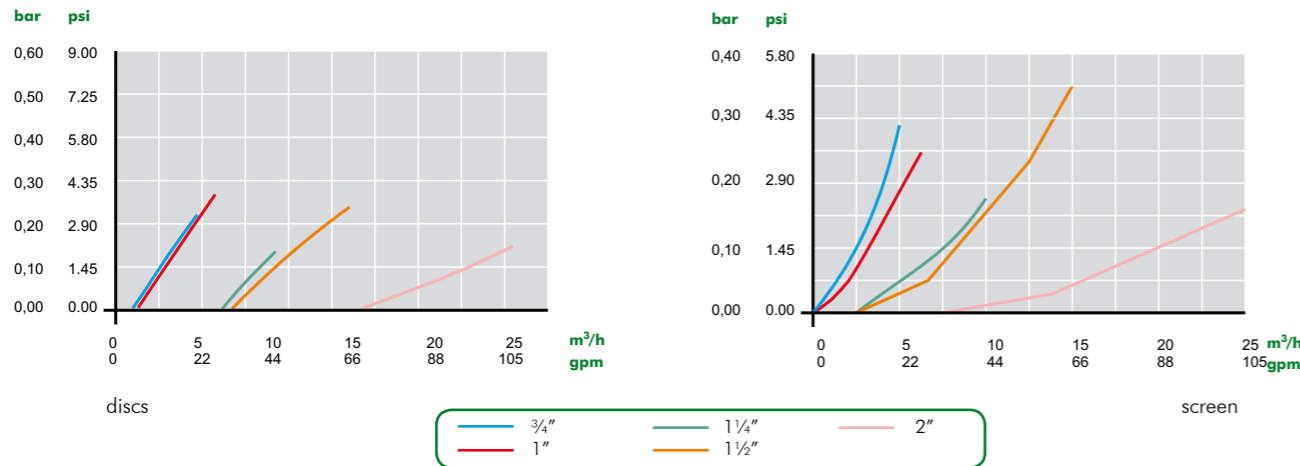 bar psi
0,60 9.00
0,50 7.25
0,40 5.80
0,30 4.35
0,20 2.90
0,10 1.45
0,00 0.00
0 5 10 15 20 25 m³/h
0 22 44 66 88 105 gpm
discs
bar psi
0,40 5.80
0,30 4.35
0,20 2.90
0,10 1.45
0,00 0.00
0 5 10 15 20 25 m³/h
0 22 44 66 88 105 gpm
screen
¾″ 1¼″ 2″
1″ 1½″